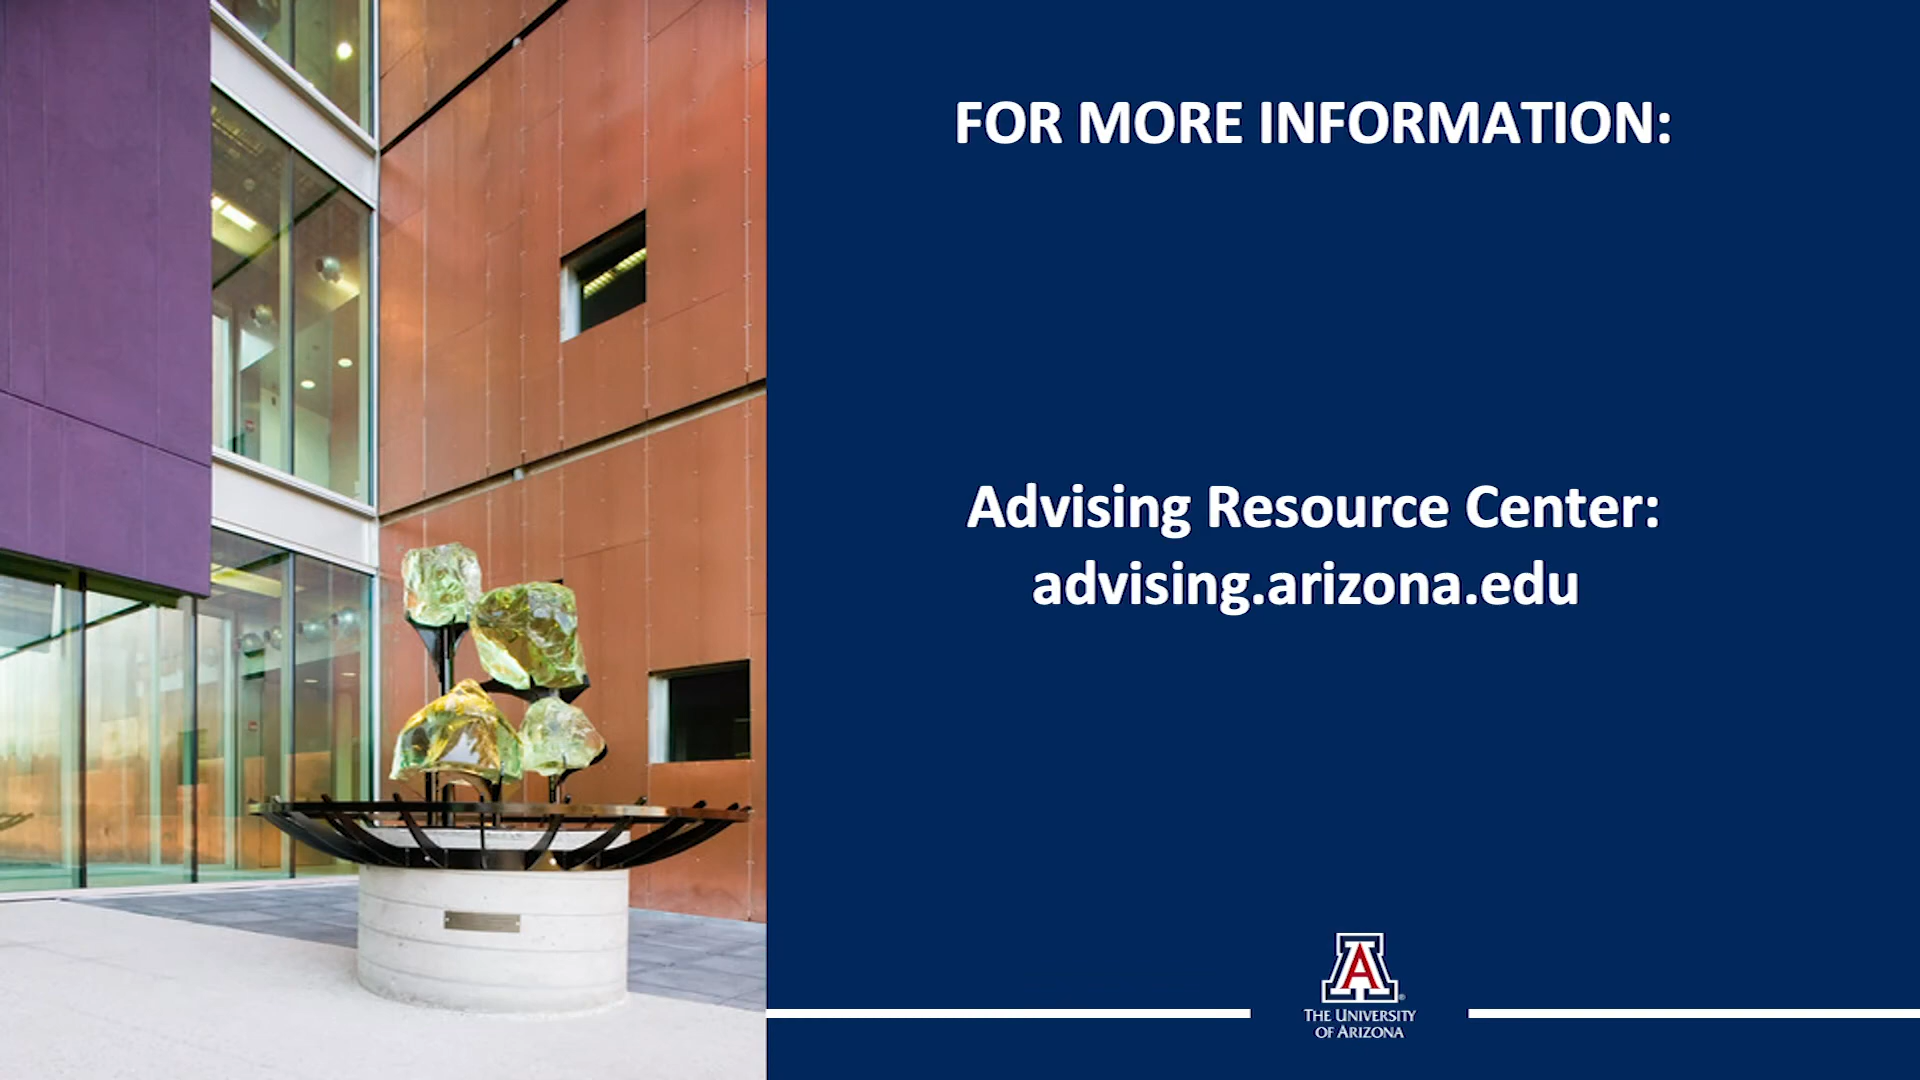 FOR MORE INFORMATION:
Advising Resource Center:
advising.arizona.edu
A
THE UNIVERSITY
OF ARIZONA